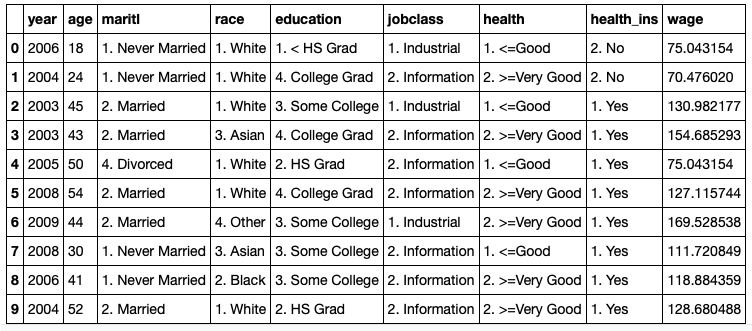 year age maritl race education jobclass health health_ins wage
0 2006 18 1. Never Married 1. White 1. < HS Grad 1. Industrial 1. <=Good 2. No 75.043154
1 2004 24 1. Never Married 1. White 4. College Grad 2. Information 2. >=Very Good 2. No 70.476020
2 2003 45 2. Married 1. White 3. Some College 1. Industrial 1. <=Good 1. Yes 130.982177
3 2003 43 2. Married 3. Asian 4. College Grad 2. Information 2. >=Very Good 1. Yes 154.685293
4 2005 50 4. Divorced 1. White 2. HS Grad 2. Information 1. <=Good 1. Yes 75.043154
5 2008 54 2. Married 1. White 4. College Grad 2. Information 2. >=Very Good 1. Yes 127.115744
6 2009 44 2. Married 4. Other 3. Some College 1. Industrial 2. >=Very Good 1. Yes 169.528538
7 2008 30 1. Never Married 3. Asian 3. Some College 2. Information 1. <=Good 1. Yes 111.720849
8 2006 41 1. Never Married 2. Black 3. Some College 2. Information 2. >=Very Good 1. Yes 118.884359
9 2004 52 2. Married 1. White 2. HS Grad 2. Information 2. >=Very Good 1. Yes 128.680488